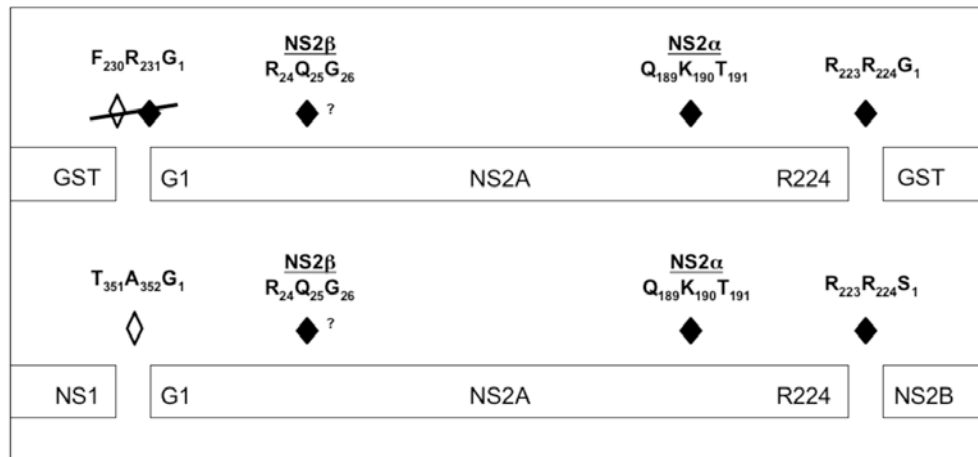 NS2β NS2α
F₂₃₀R₂₃₁G₁ R₂₄Q₂₅G₂₆ Q₁₈₉K₁₉₀T₁₉₁ R₂₂₃R₂₂₄G₁
?
GST G1 NS2A R224 GST
NS2β NS2α
T₃₅₁A₃₅₂G₁ R₂₄Q₂₅G₂₆ Q₁₈₉K₁₉₀T₁₉₁ R₂₂₃R₂₂₄S₁
?
NS1 G1 NS2A R224 NS2B